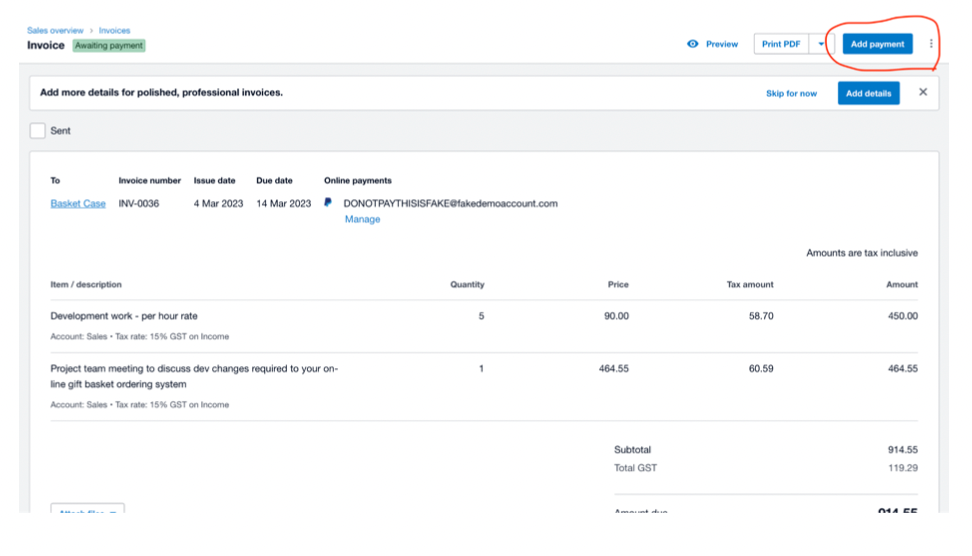 Sales overview › Invoices
Invoice Awaiting payment
Preview Print PDF Add payment
Add more details for polished, professional invoices. Skip for now Add details
Sent
To Invoice number Issue date Due date Online payments
Basket Case INV-0036 4 Mar 2023 14 Mar 2023 DONOTPAYTHISISFAKE@fakedemoaccount.com
Manage
Amounts are tax inclusive
Item / description Quantity Price Tax amount Amount
Development work - per hour rate 5 90.00 58.70 450.00
Account: Sales • Tax rate: 15% GST on Income
Project team meeting to discuss dev changes required to your on- 1 464.55 60.59 464.55
line gift basket ordering system
Account: Sales • Tax rate: 15% GST on Income
Subtotal 914.55
Total GST 119.29
Attach files
Amount due 914.55